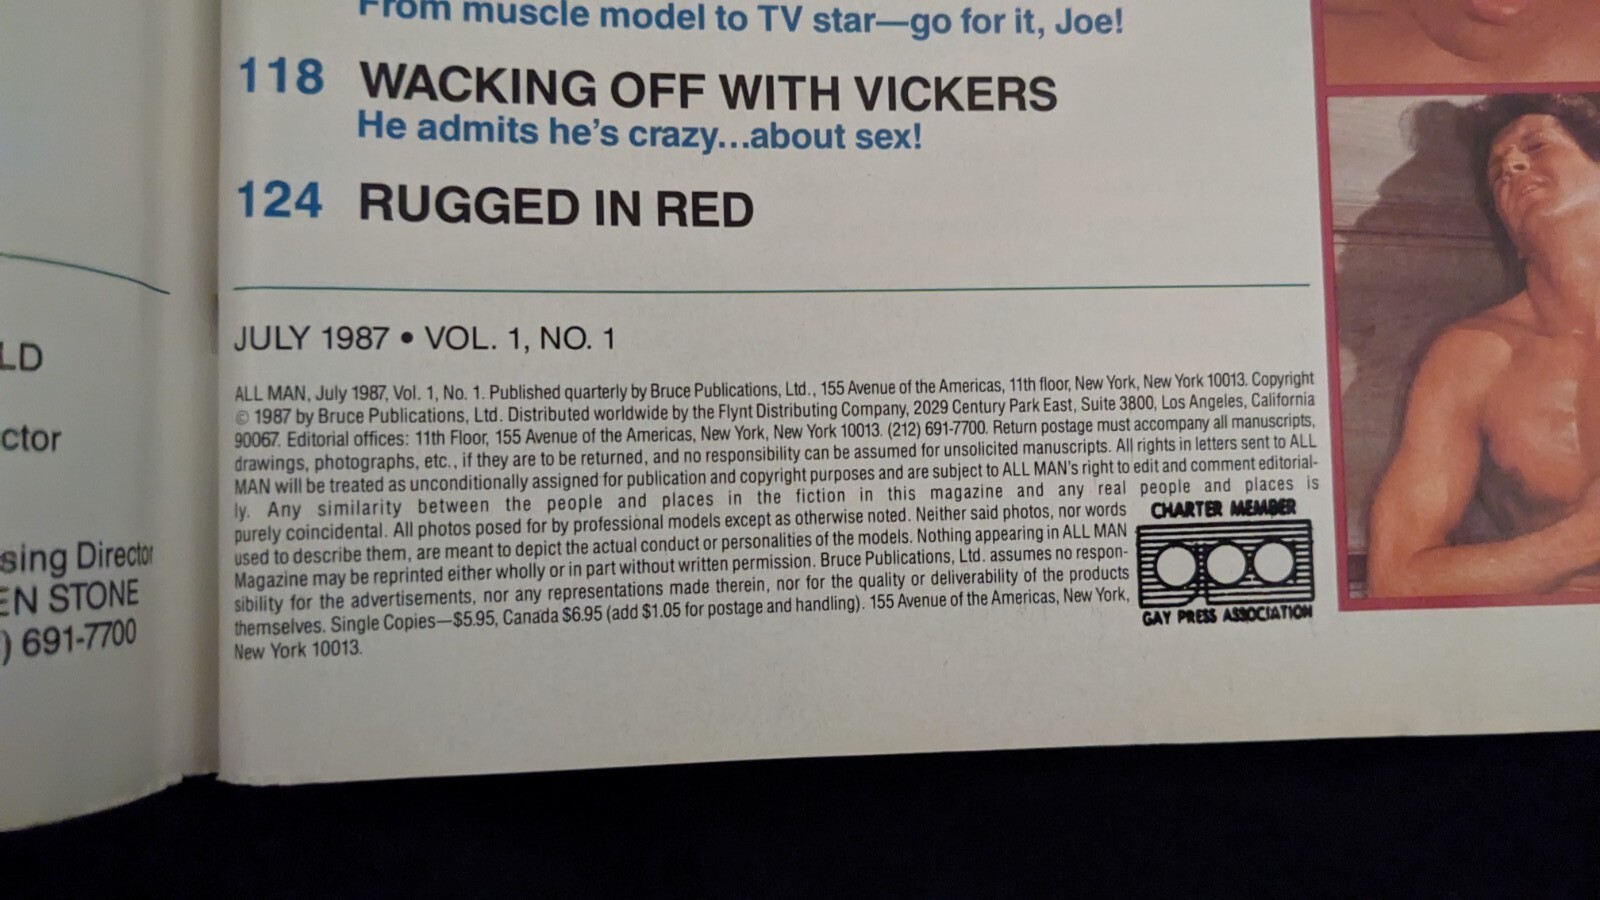 From muscle model to TV star—go for it, Joe!
118 WACKING OFF WITH VICKERS
He admits he's crazy...about sex!
124 RUGGED IN RED
JULY 1987 • VOL. 1, NO. 1
ALL MAN, July 1987, Vol. 1, No. 1. Published quarterly by Bruce Publications, Ltd., 155 Avenue of the Americas, 11th floor, New York, New York 10013. Copyright
© 1987 by Bruce Publications, Ltd. Distributed worldwide by the Flynt Distributing Company, 2029 Century Park East, Suite 3800, Los Angeles, California
90067. Editorial offices: 11th Floor, 155 Avenue of the Americas, New York, New York 10013. (212) 691-7700. Return postage must accompany all manuscripts,
drawings, photographs, etc., if they are to be returned, and no responsibility can be assumed for unsolicited manuscripts. All rights in letters sent to ALL
MAN will be treated as unconditionally assigned for publication and copyright purposes and are subject to ALL MAN's right to edit and comment editorial-
ly. Any similarity between the people and places in the fiction in this magazine and any real people and places is
purely coincidental. All photos posed for by professional models except as otherwise noted. Neither said photos, nor words
used to describe them, are meant to depict the actual conduct or personalities of the models. Nothing appearing in ALL MAN
Magazine may be reprinted either wholly or in part without written permission. Bruce Publications, Ltd. assumes no respon-
sibility for the advertisements, nor any representations made therein, nor for the quality or deliverability of the products
themselves. Single Copies—$5.95, Canada $6.95 (add $1.05 for postage and handling). 155 Avenue of the Americas, New York,
New York 10013.
CHARTER MEMBER
gpa
GAY PRESS ASSOCIATION
LD
ctor
sing Director
EN STONE
) 691-7700